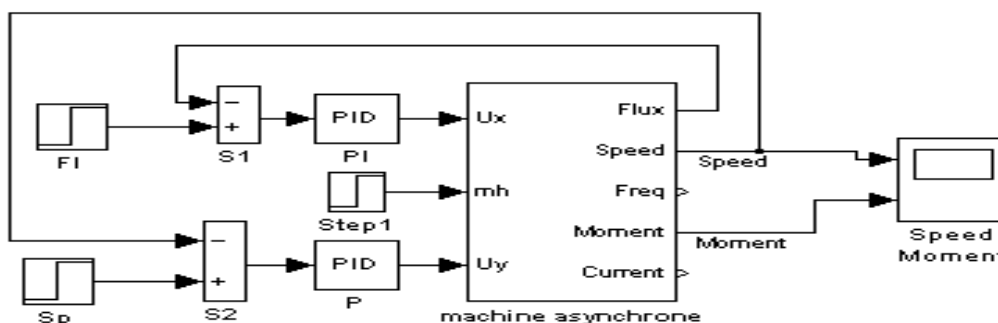 Fl
−
+
S1
PID
PI
Step1
Ux
mh
Uy
Flux
Speed
Freq
Moment
Current
machine asynchrone
Speed
Moment
Speed
Moment
Sp
−
+
S2
PID
P